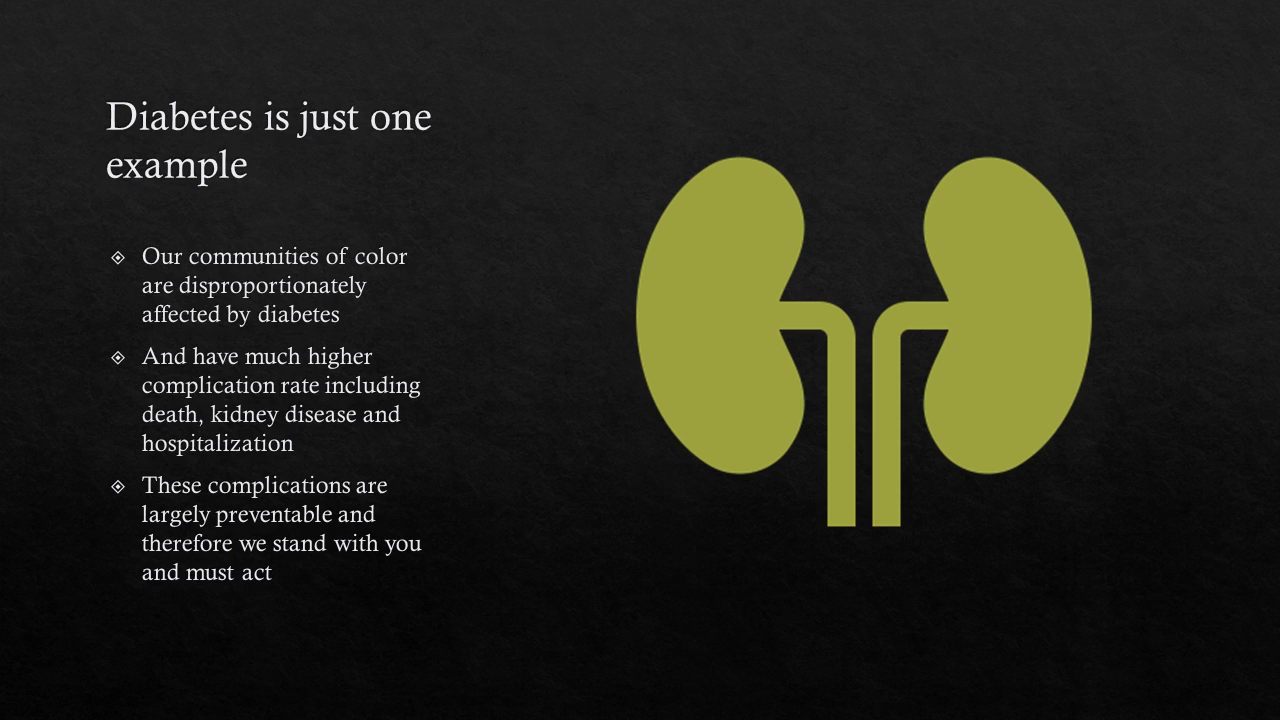 Diabetes is just one
example
Our communities of color
are disproportionately
affected by diabetes
And have much higher
complication rate including
death, kidney disease and
hospitalization
These complications are
largely preventable and
therefore we stand with you
and must act